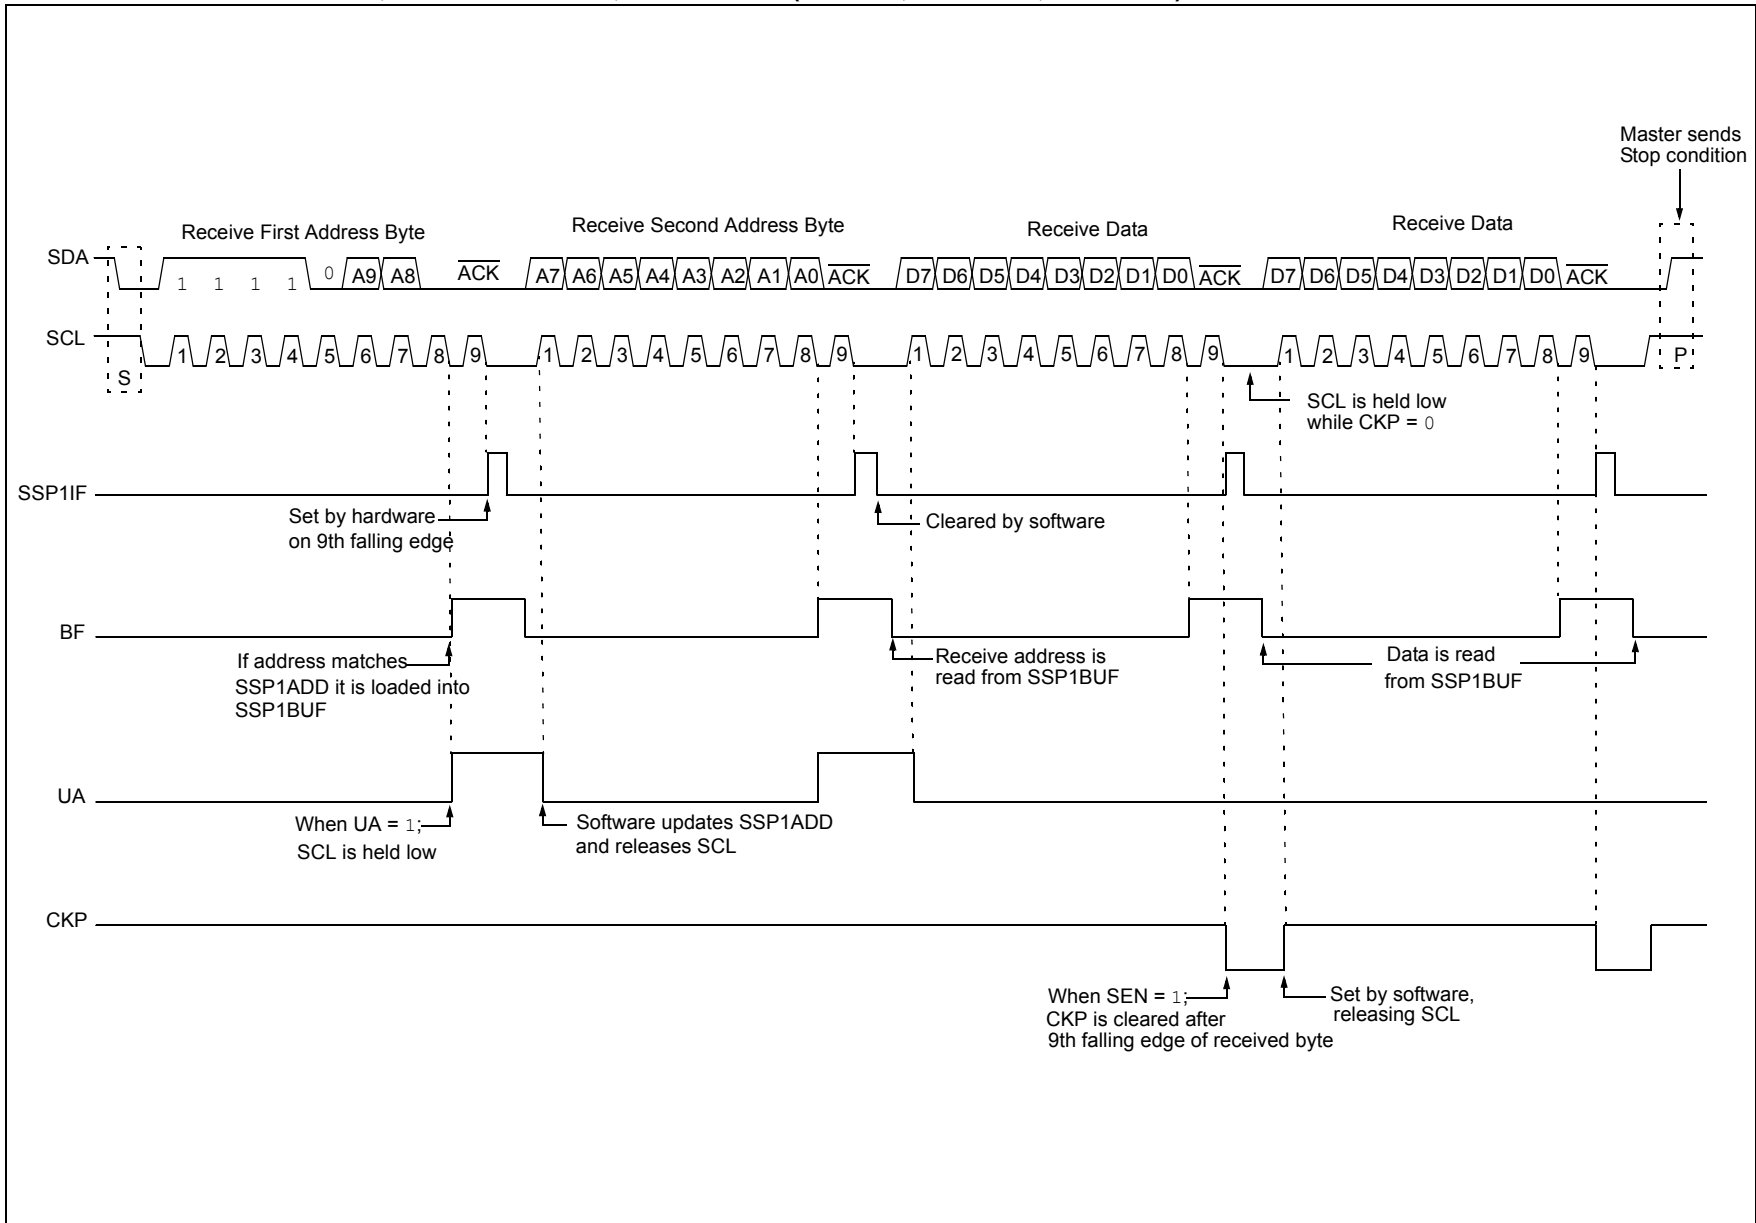 Master sends
Stop condition
Receive First Address Byte
Receive Second Address Byte
Receive Data
Receive Data
SDA
1 1 1 1 0 A9 A8 ACK A7 A6 A5 A4 A3 A2 A1 A0 ACK D7 D6 D5 D4 D3 D2 D1 D0 ACK D7 D6 D5 D4 D3 D2 D1 D0 ACK
SCL
S 1 2 3 4 5 6 7 8 9 1 2 3 4 5 6 7 8 9 1 2 3 4 5 6 7 8 9 1 2 3 4 5 6 7 8 9 P
SCL is held low
while CKP = 0
SSP1IF
Set by hardware
on 9th falling edge
Cleared by software
BF
If address matches
SSP1ADD it is loaded into
SSP1BUF
Receive address is
read from SSP1BUF
Data is read
from SSP1BUF
UA
When UA = 1;
SCL is held low
Software updates SSP1ADD
and releases SCL
CKP
When SEN = 1;
CKP is cleared after
9th falling edge of received byte
Set by software,
releasing SCL